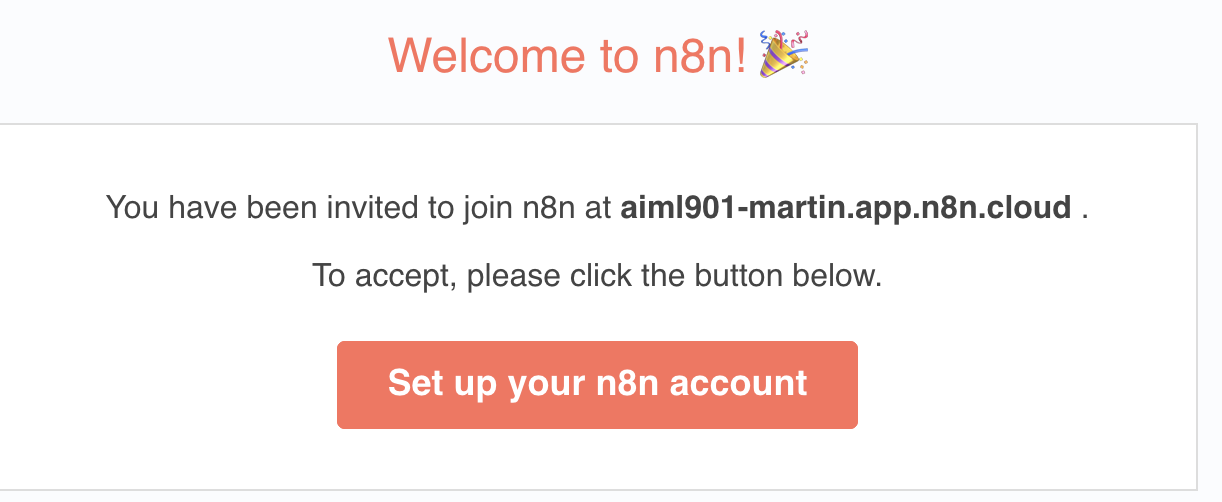 Welcome to n8n! 🎉
You have been invited to join n8n at aiml901-martin.app.n8n.cloud .
To accept, please click the button below.
Set up your n8n account